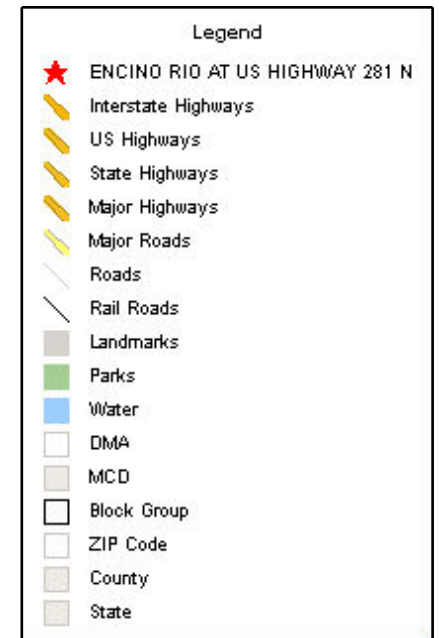 Legend
ENCINO RIO AT US HIGHWAY 281 N
Interstate Highways
US Highways
State Highways
Major Highways
Major Roads
Roads
Rail Roads
Landmarks
Parks
Water
DMA
MCD
Block Group
ZIP Code
County
State